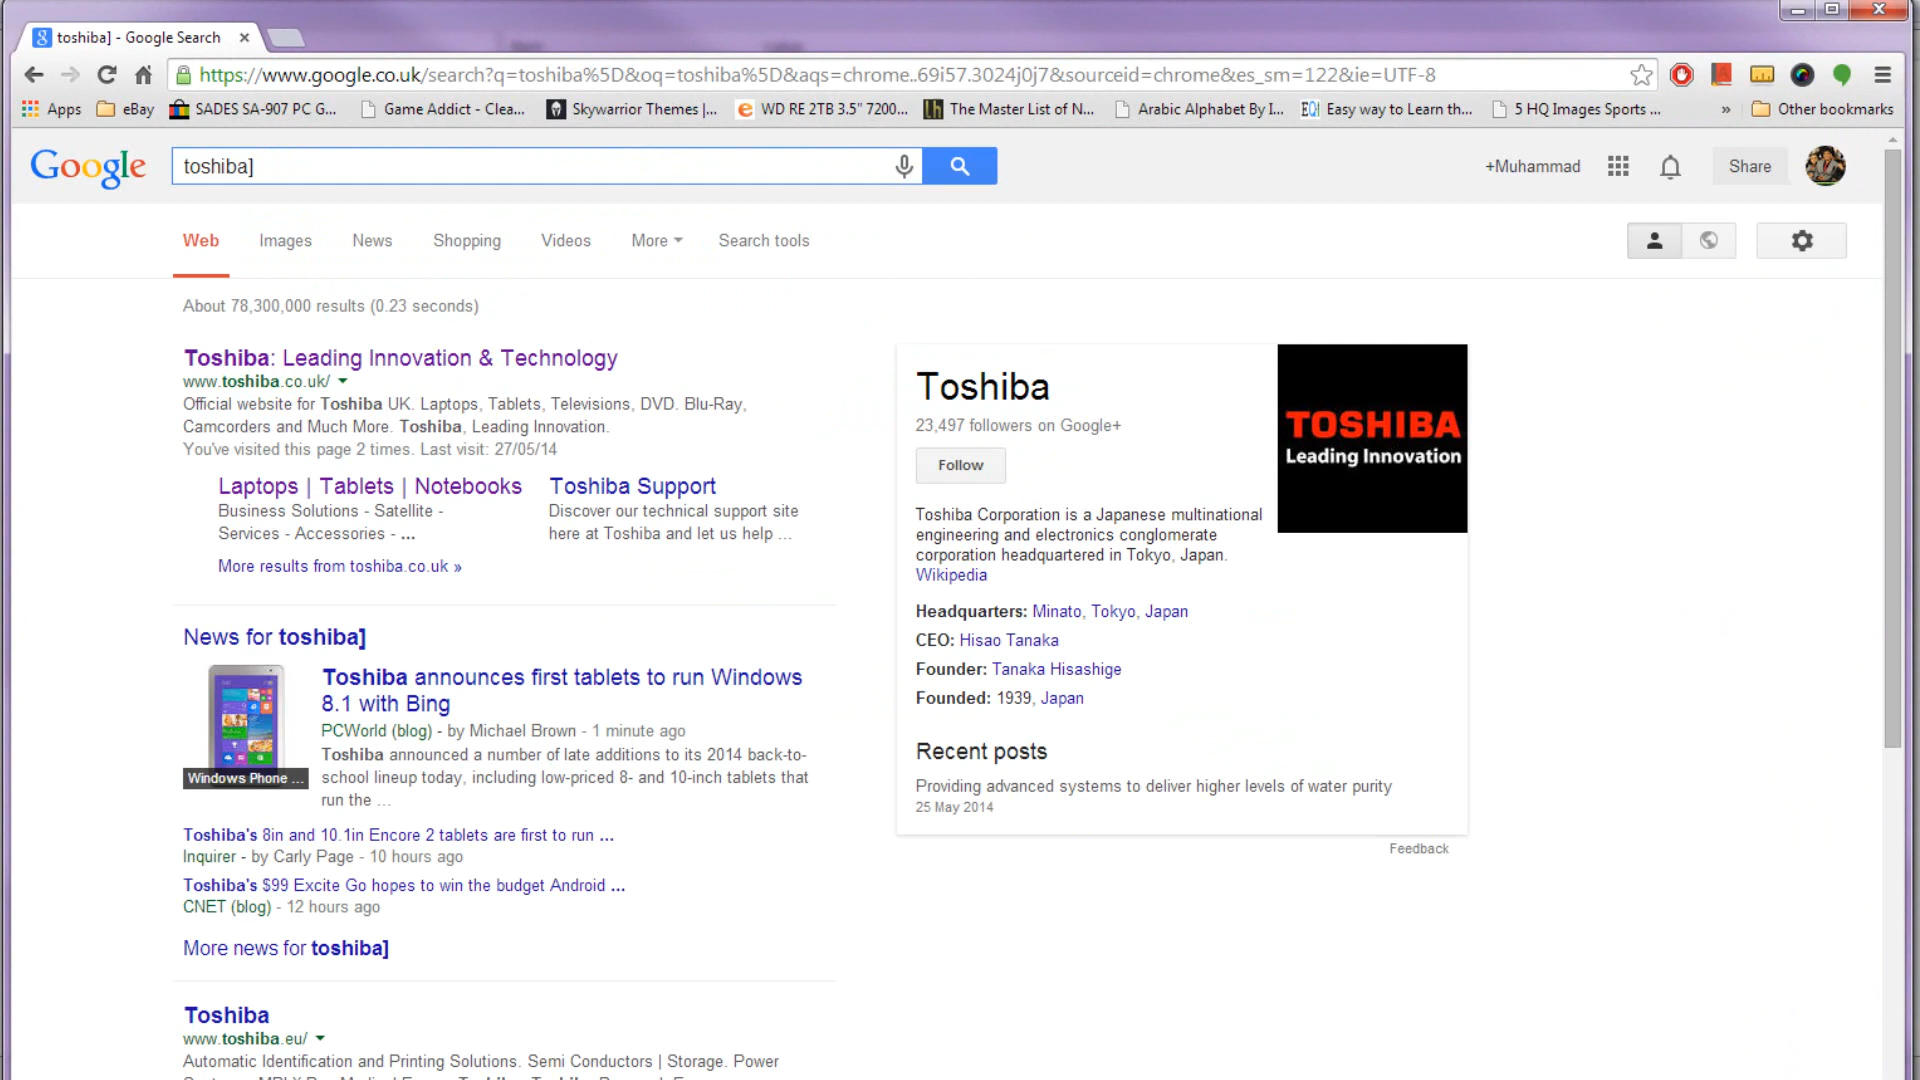 toshiba] - Google Search
https://www.google.co.uk/search?q=toshiba%5D&oq=toshiba%5D&aqs=chrome..69i57.3024j0j7&sourceid=chrome&es_sm=122&ie=UTF-8
Apps eBay SADES SA-907 PC G... Game Addict - Clea... Skywarrior Themes |... WD RE 2TB 3.5" 7200... The Master List of N... Arabic Alphabet By I... EQ! Easy way to Learn th... 5 HQ Images Sports ... » Other bookmarks
Google toshiba] +Muhammad Share
Web Images News Shopping Videos More Search tools
About 78,300,000 results (0.23 seconds)
Toshiba: Leading Innovation & Technology
www.toshiba.co.uk/
Official website for Toshiba UK. Laptops, Tablets, Televisions, DVD. Blu-Ray,
Camcorders and Much More. Toshiba, Leading Innovation.
You've visited this page 2 times. Last visit: 27/05/14
Laptops | Tablets | Notebooks
Business Solutions - Satellite -
Services - Accessories - ...
Toshiba Support
Discover our technical support site
here at Toshiba and let us help ...
More results from toshiba.co.uk »
News for toshiba]
Windows Phone ...
Toshiba announces first tablets to run Windows
8.1 with Bing
PCWorld (blog) - by Michael Brown - 1 minute ago
Toshiba announced a number of late additions to its 2014 back-to-
school lineup today, including low-priced 8- and 10-inch tablets that
run the ...
Toshiba's 8in and 10.1in Encore 2 tablets are first to run ...
Inquirer - by Carly Page - 10 hours ago
Toshiba's $99 Excite Go hopes to win the budget Android ...
CNET (blog) - 12 hours ago
More news for toshiba]
Toshiba
www.toshiba.eu/
Automatic Identification and Printing Solutions. Semi Conductors | Storage. Power
Toshiba
23,497 followers on Google+
Follow
TOSHIBA
Leading Innovation
Toshiba Corporation is a Japanese multinational
engineering and electronics conglomerate
corporation headquartered in Tokyo, Japan.
Wikipedia
Headquarters: Minato, Tokyo, Japan
CEO: Hisao Tanaka
Founder: Tanaka Hisashige
Founded: 1939, Japan
Recent posts
Providing advanced systems to deliver higher levels of water purity
25 May 2014
Feedback